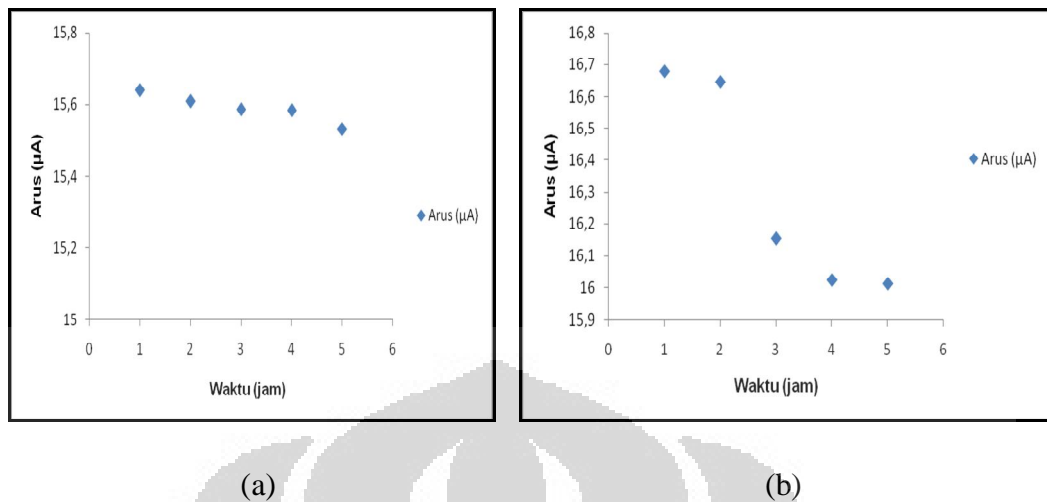 15,8
15,6
15,4
15,2
15
0 1 2 3 4 5 6
Arus (µA)
Waktu (jam)
Arus (µA)
(a)
16,8
16,7
16,6
16,5
16,4
16,3
16,2
16,1
16
15,9
0 1 2 3 4 5 6
Arus (µA)
Waktu (jam)
Arus (µA)
(b)